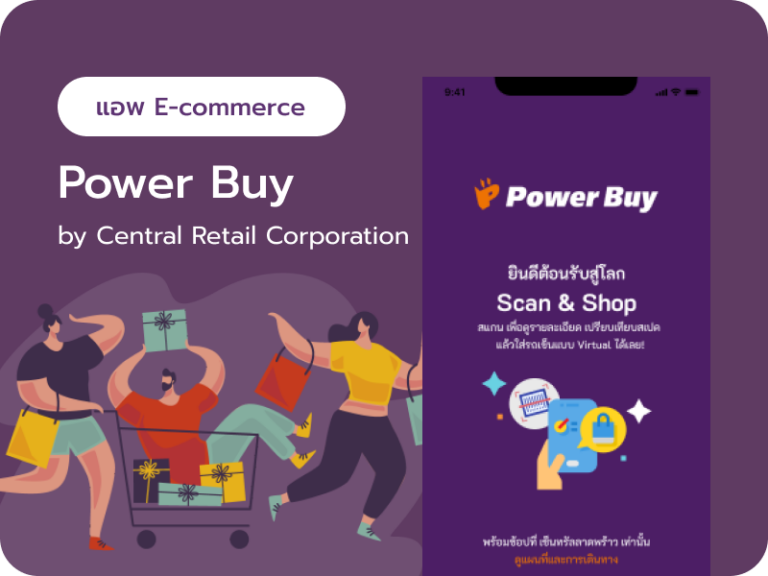 แอพ E-commerce
Power Buy
by Central Retail Corporation
9:41
Power Buy
ยินดีต้อนรับสู่โลก
Scan & Shop
สแกน เพื่อดูรายละเอียด เปรียบเทียบสเปค
แล้วใส่รถเข็นแบบ Virtual ได้เลย!
พร้อมช้อปที่ เซ็นทรัลลาดพร้าว เท่านั้น
ดูแผนที่และการเดินทาง